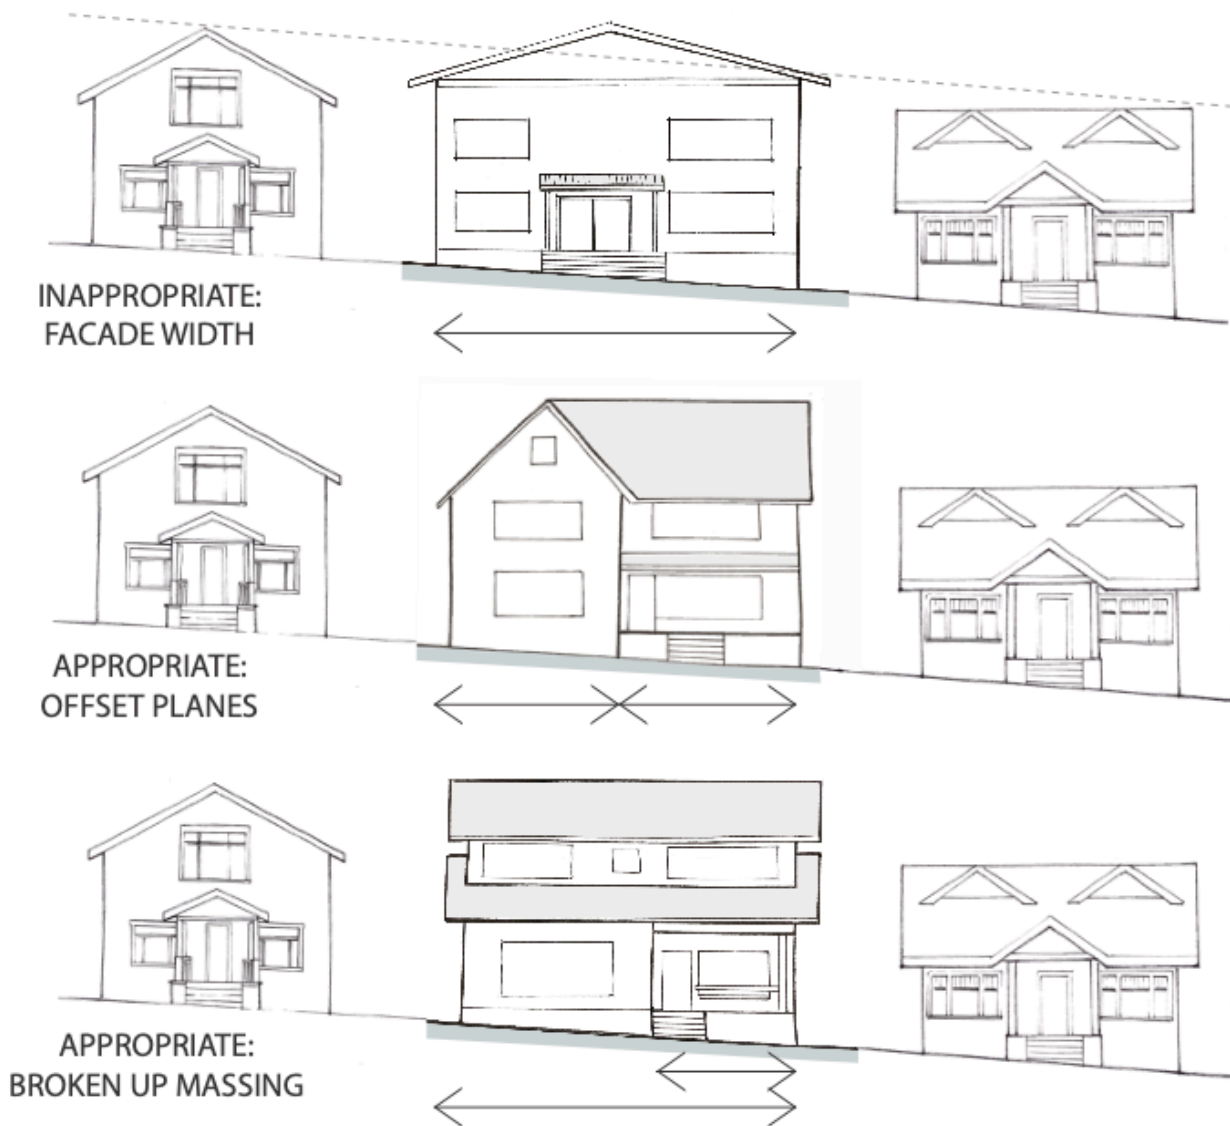 INAPPROPRIATE:
FACADE WIDTH
APPROPRIATE:
OFFSET PLANES
APPROPRIATE:
BROKEN UP MASSING